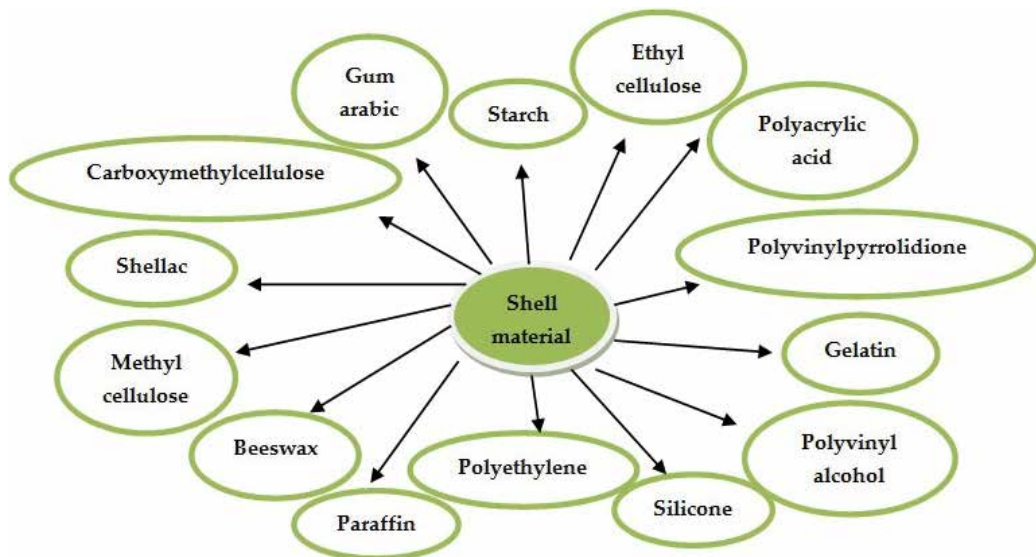 Gum
arabic
Starch
Ethyl
cellulose
Polyacrylic
acid
Carboxymethylcellulose
Polyvinylpyrrolidione
Shellac
Shell
material
Gelatin
Methyl
cellulose
Beeswax
Polyethylene
Polyvinyl
alcohol
Paraffin
Silicone